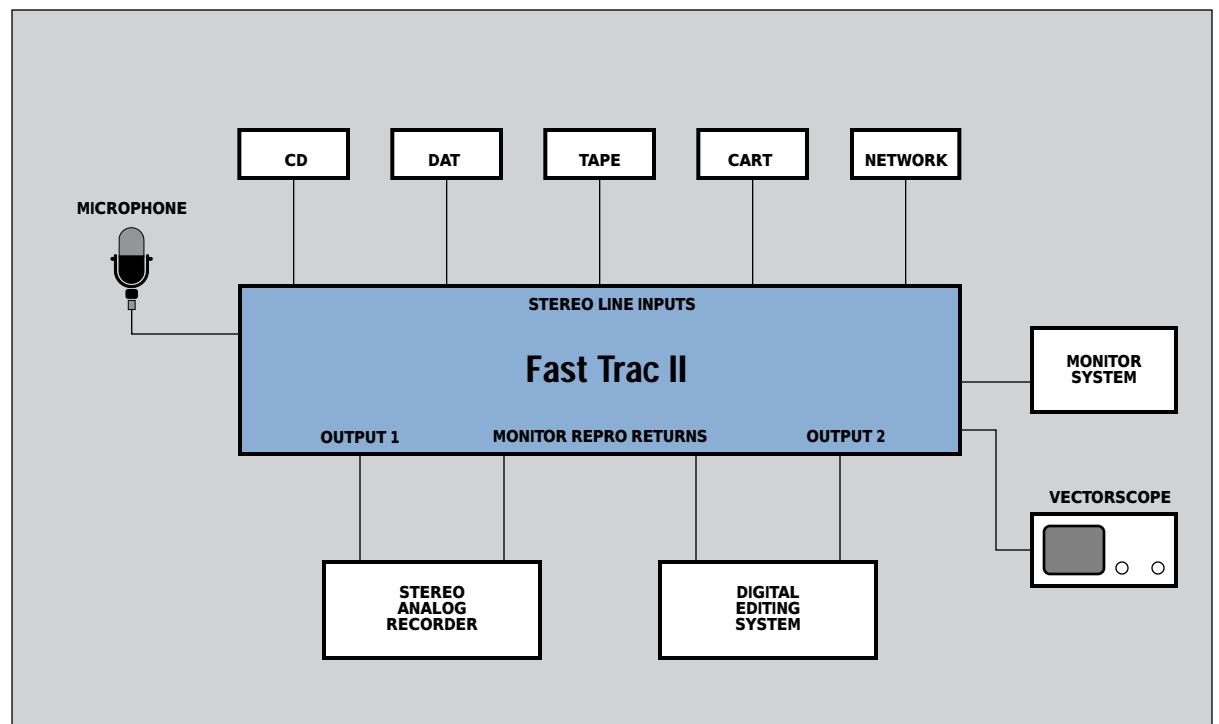 CD
DAT
TAPE
CART
NETWORK
MICROPHONE
STEREO LINE INPUTS
Fast Trac II
MONITOR
SYSTEM
OUTPUT 1
MONITOR REPRO RETURNS
OUTPUT 2
VECTORSCOPE
STEREO
ANALOG
RECORDER
DIGITAL
EDITING
SYSTEM